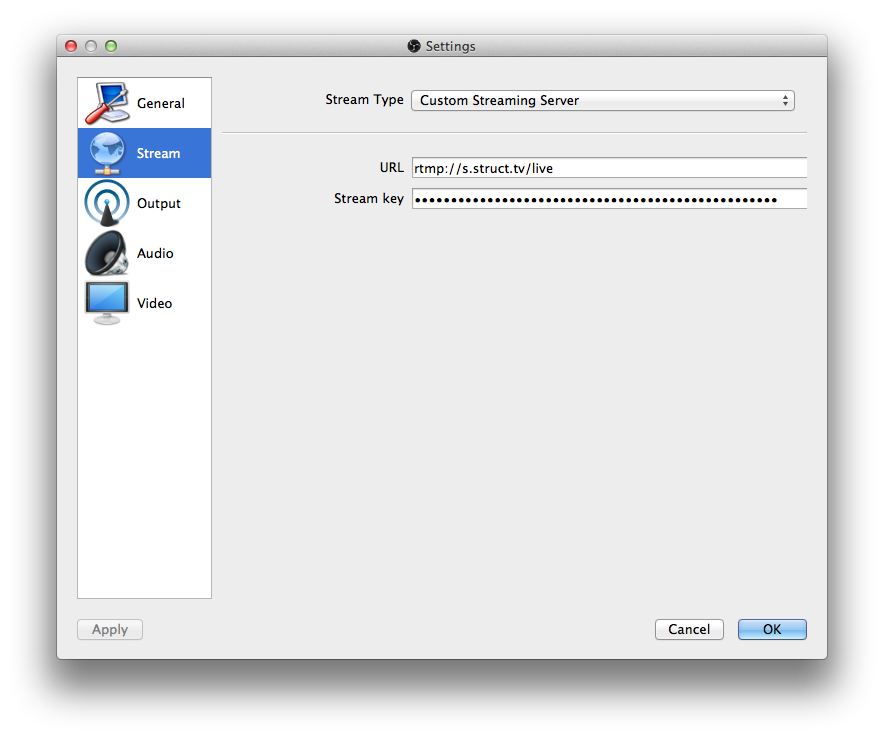 Settings
General
Stream
Output
Audio
Video
Stream Type Custom Streaming Server
URL rtmp://s.struct.tv/live
Stream key ••••••••••••••••••••••••••••••••••••••••••••••••••
Apply Cancel OK